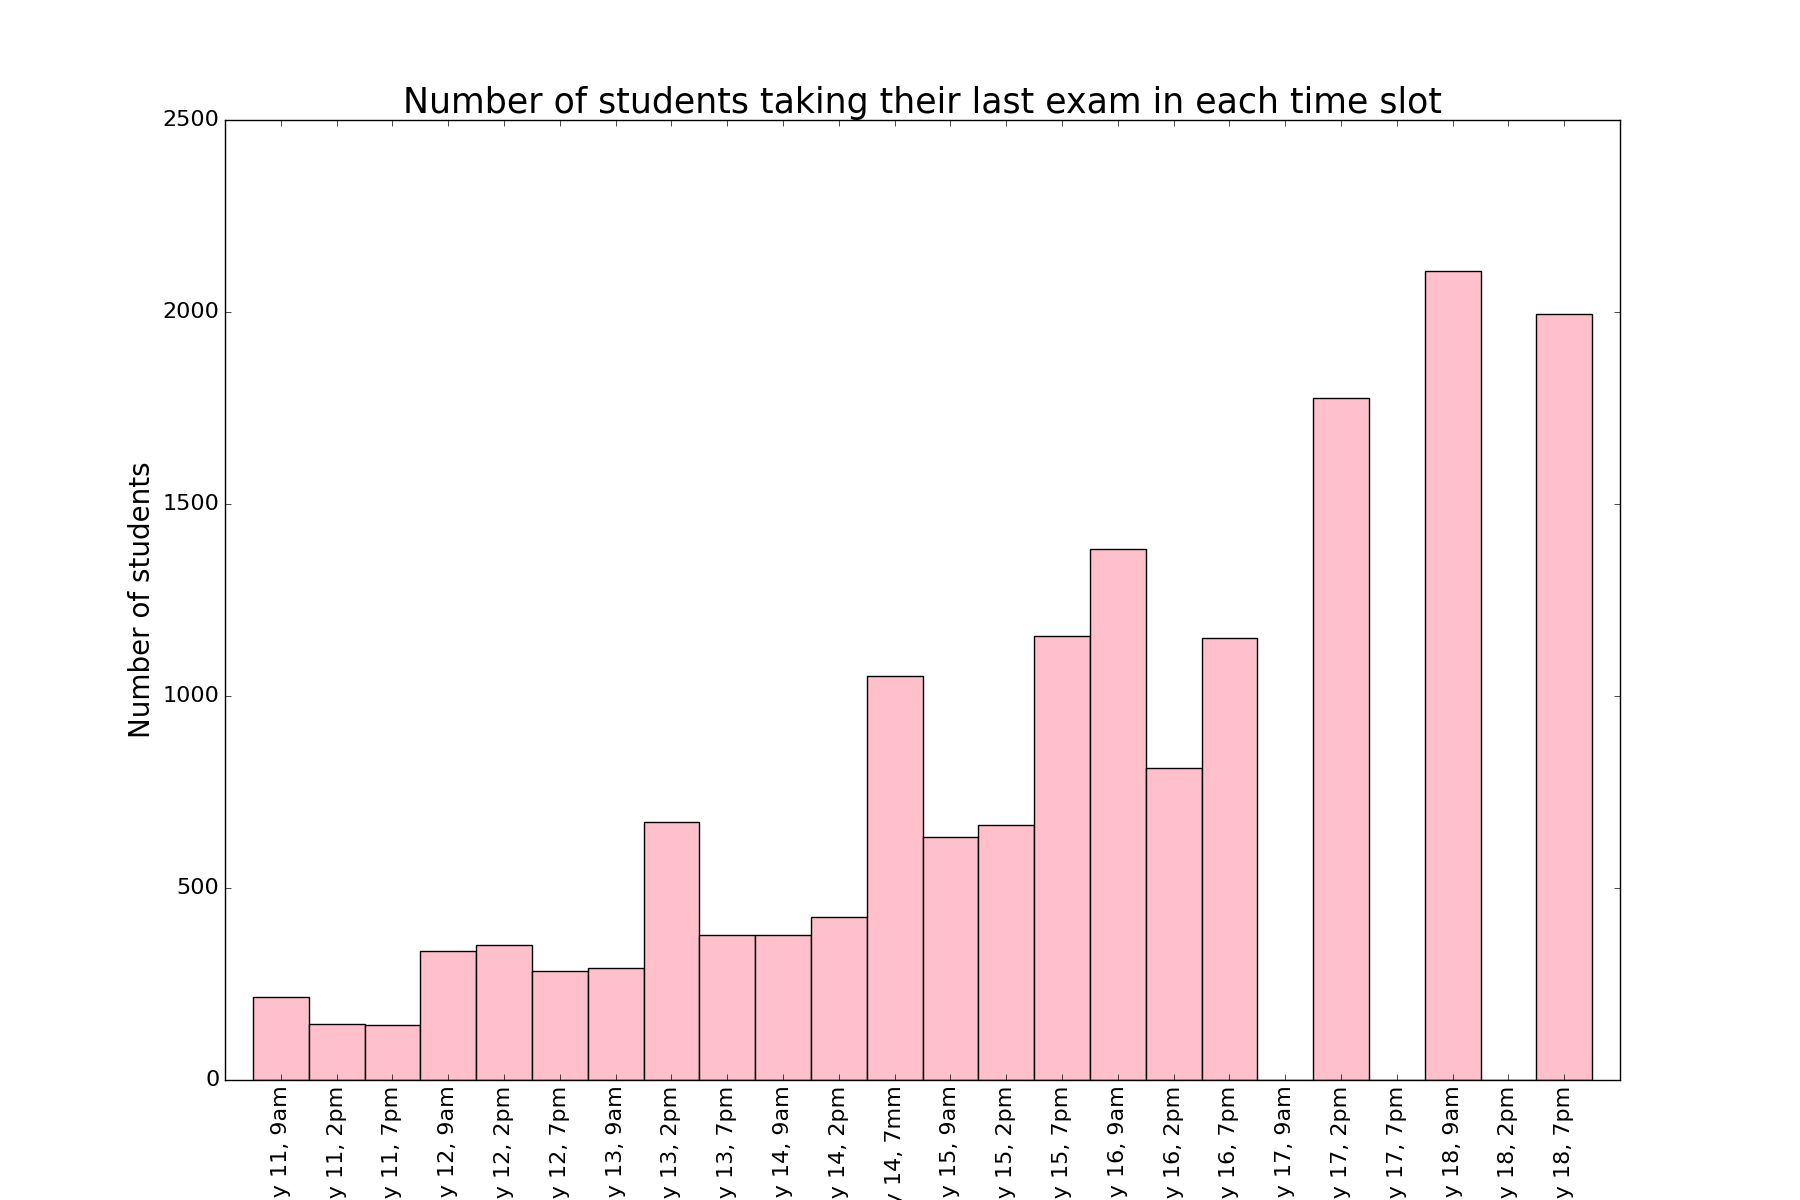 Number of students taking their last exam in each time slot
2500
2000
1500
1000
500
0
Number of students
y 11, 9am
y 11, 2pm
y 11, 7pm
y 12, 9am
y 12, 2pm
y 12, 7pm
y 13, 9am
y 13, 2pm
y 13, 7pm
y 14, 9am
y 14, 2pm
y 14, 7mm
y 15, 9am
y 15, 2pm
y 15, 7pm
y 16, 9am
y 16, 2pm
y 16, 7pm
y 17, 9am
y 17, 2pm
y 17, 7pm
y 18, 9am
y 18, 2pm
y 18, 7pm